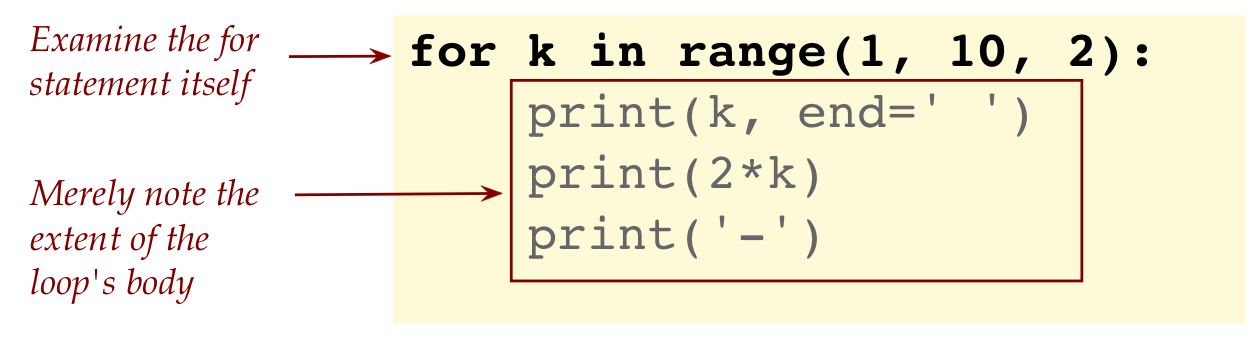 Examine the for
statement itself
for k in range(1, 10, 2):
    print(k, end=' ')
    print(2*k)
    print('-')
Merely note the
extent of the
loop's body